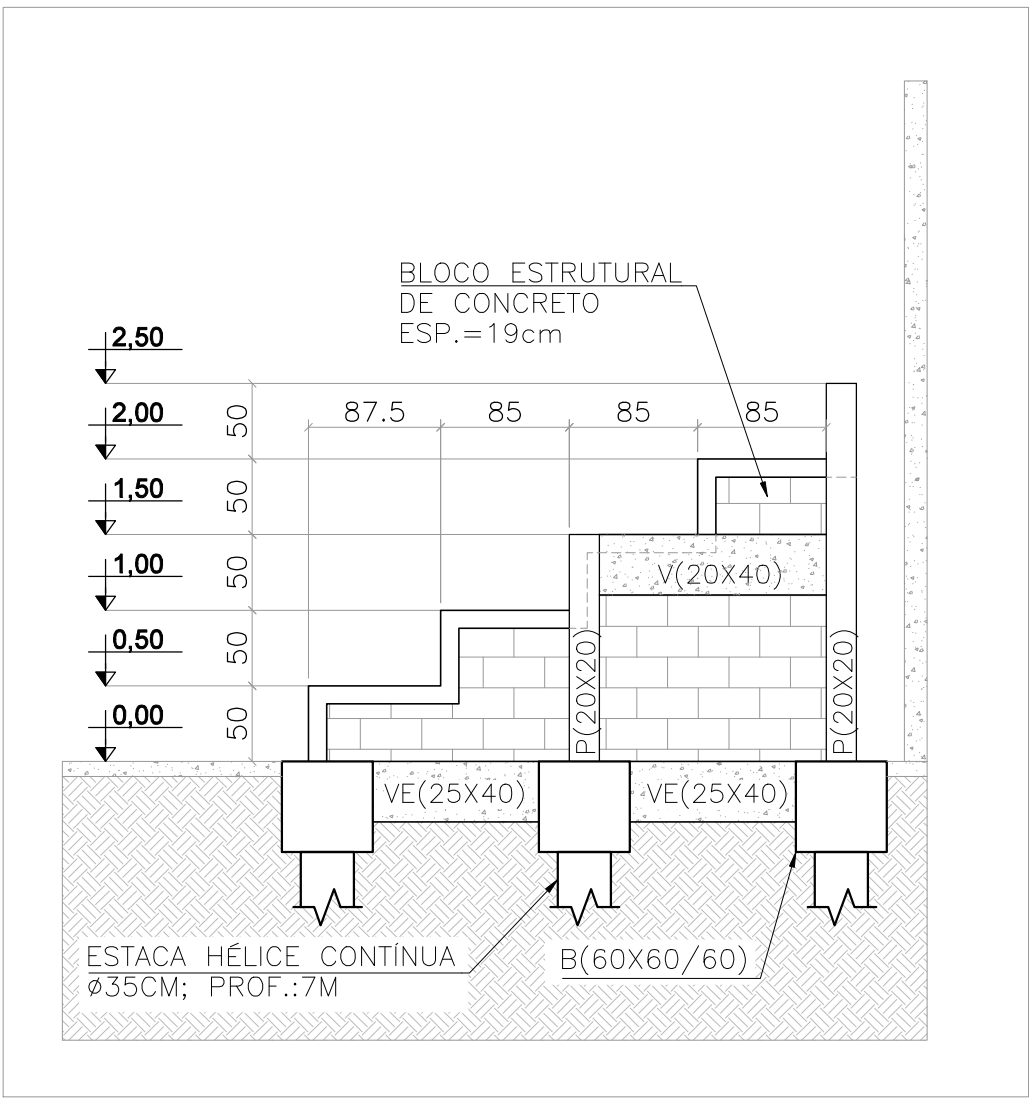 BLOCO ESTRUTURAL
DE CONCRETO
ESP.=19cm
2,50
2,00
1,50
1,00
0,50
0,00
50
50
50
50
50
87.5
85
85
85
V(20X40)
P(20X20)
P(20X20)
VE(25X40)
VE(25X40)
ESTACA HÉLICE CONTÍNUA
ø35CM; PROF.:7M
B(60X60/60)